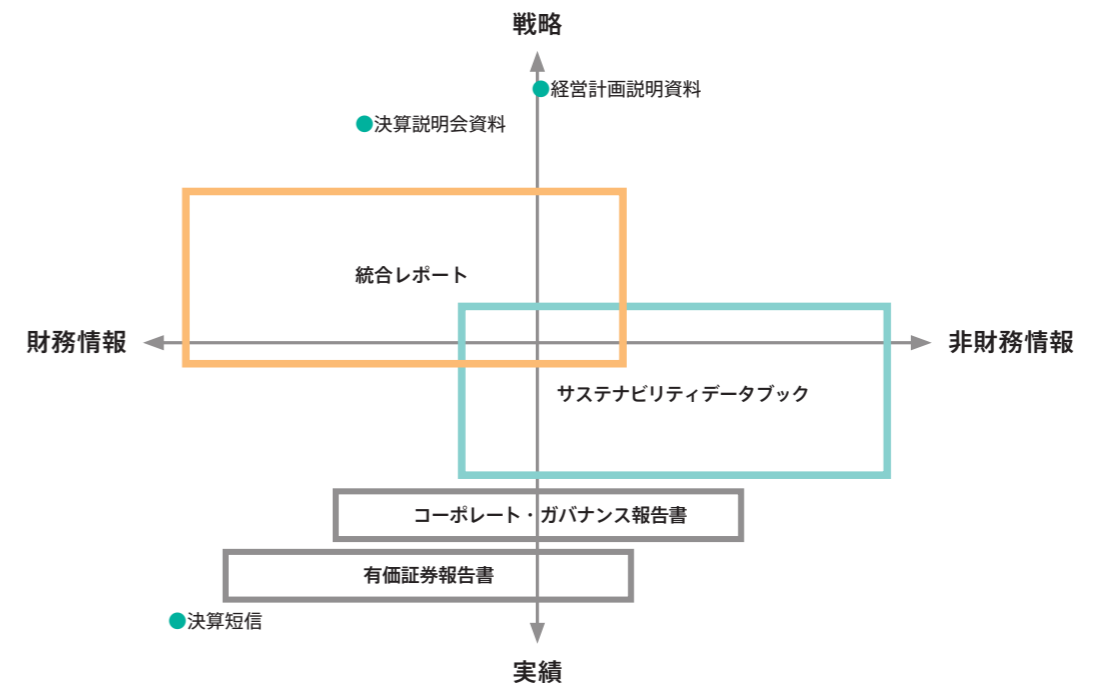 戦略
経営計画説明資料
決算説明会資料
統合レポート
財務情報
非財務情報
サステナビリティデータブック
コーポレート・ガバナンス報告書
有価証券報告書
決算短信
実績